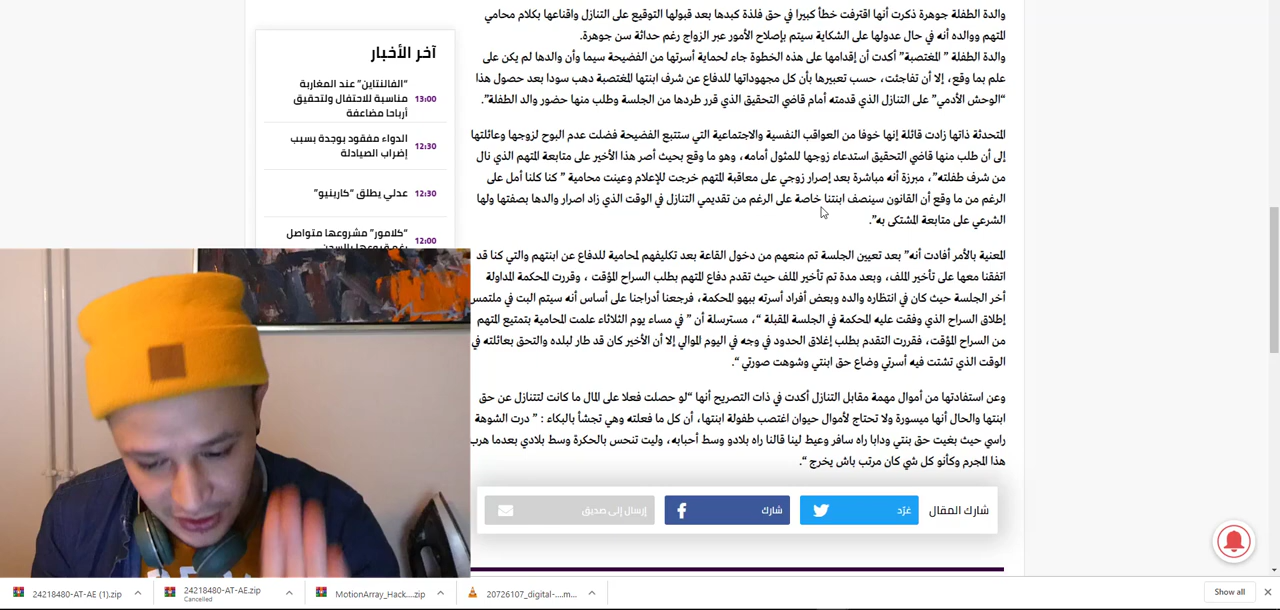 والدة الطفلة جوهرة ذكرت أنها اقترفت خطأ كبيرا في حق فلذة كبدها بعد قبولها التوقيع على التنازل واقناعها بكلام محامي
المتهم ووالده أنه في حال عدولها على الشكاية سيتم بإصلاح الأمور عبر الزواج رغم حداثة سن جوهرة.
والدة الطفلة " المغتصبة" أكدت أن إقدامها على هذه الخطوة جاء لحماية أسرتها من الفضيحة سيما وأن والدها لم يكن على
علم بما وقع، إلا أن تفاجئت، حسب تعبيرها بأن كل مجهوداتها للدفاع عن شرف ابنتها المغتصبة دهب سودا بعد حصول هذا
"الوحش الأدمي" على التنازل الذي قدمته أمام قاضي التحقيق الذي قرر طردها من الجلسة وطلب منها حضور والد الطفلة".
المتحدثة ذاتها زادت قائلة إنها خوفا من العواقب النفسية والاجتماعية التي ستتبع الفضيحة فضلت عدم البوح لزوجها وعائلتها
إلى أن طلب منها قاضي التحقيق استدعاء زوجها للمثول أمامه، وهو ما وقع بحيث أصر هذا الأخير على متابعة المتهم الذي نال
من شرف طفلته"، مبرزة أنه مباشرة بعد إصرار زوجي على معاقبة المتهم خرجت للإعلام وعينت محامية " كنا كلنا أمل على
الرغم من ما وقع أن القانون سينصف ابنتنا خاصة على الرغم من تقديمي التنازل في الوقت الذي زاد اصرار والدها بصفتها ولها
الشرعي على متابعة المشتكى به".
المعنية بالأمر أفادت أنه" بعد تعيين الجلسة تم منعهم من دخول القاعة بعد تكليفهم لمحامية للدفاع عن ابنتهم والتي كنا قد
اتفقنا معها على تأخير الملف، وبعد مدة تم تأخير الملف حيث تقدم دفاع المتهم بطلب السراح المؤقت ، وقررت المحكمة المداولة
أخر الجلسة حيث كان في انتظاره والده وبعض أفراد أسرته ببهو المحكمة، فرجعنا أدراجنا على أساس أنه سيتم البت في ملتمس
إطلاق السراح الذي وفقت عليه المحكمة في الجلسة المقبلة "، مسترسلة أن " في مساء يوم الثلاثاء علمت المحامية بتمتيع المتهم
من السراح المؤقت، فقررت التقدم بطلب إغلاق الحدود في وجه في اليوم الموالي إلا أن الأخير كان قد طار لبلده والتحق بعائلته في
الوقت الذي تشتت فيه أسرتي وضاع حق ابنتي وشوهت صورتي ".
وعن استفادتها من أموال مهمة مقابل التنازل أكدت في ذات التصريح أنها "لو حصلت فعلا على المال ما كانت لتتنازل عن حق
ابنتها والحال أنها ميسورة ولا تحتاج لأموال حيوان اغتصب طفولة ابنتها، أن كل ما فعلته وهي تجشأ بالبكاء : " درت الشوهة
راسي حيث بغيت حق بنتي ودابا راه سافر وعيط لينا قالنا راه بلادو وسط أحبابه، وليت تنحس بالحكرة وسط بلادي بعدما هرب
هذا المجرم وكأنو كل شي كان مرتب باش يخرج ".
شارك المقال
غرّد
شارك
إرسال إلى صديق
آخر الأخبار
13:00 "الفالنتاين" عند المغاربة
مناسبة للاحتفال ولتحقيق
أرباحا مضاعفة
12:30 الدواء مفقود بوجدة بسبب
إضراب الصيادلة
12:30 عدلي يطلق "كازينيو"
12:00 "كلامور" مشروعها متواصل
24218480-AT-AE (1).zip
24218480-AT-AE.zip
Cancelled
MotionArray_Hack....zip
20726107_digital-....m...
Show all